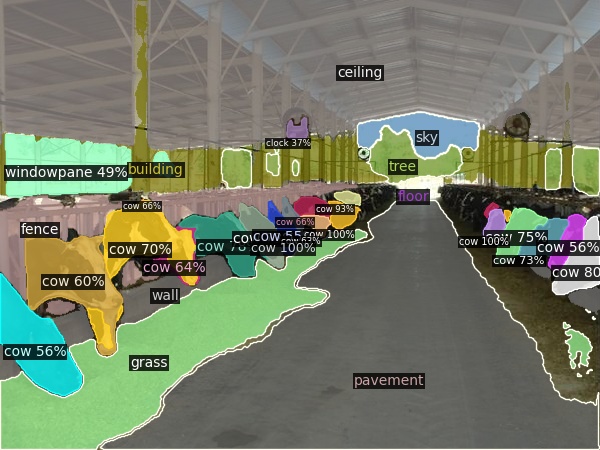 ceiling
sky
clock 37%
tree
windowpane 49%
building
floor
cow 66%
cow 93%
cow 66%
fence
cow 100%
cow 100%
75%
cow 70%
cow 100%
cow 56%
cow 73%
cow 64%
cow 80
cow 60%
wall
cow 56%
grass
pavement